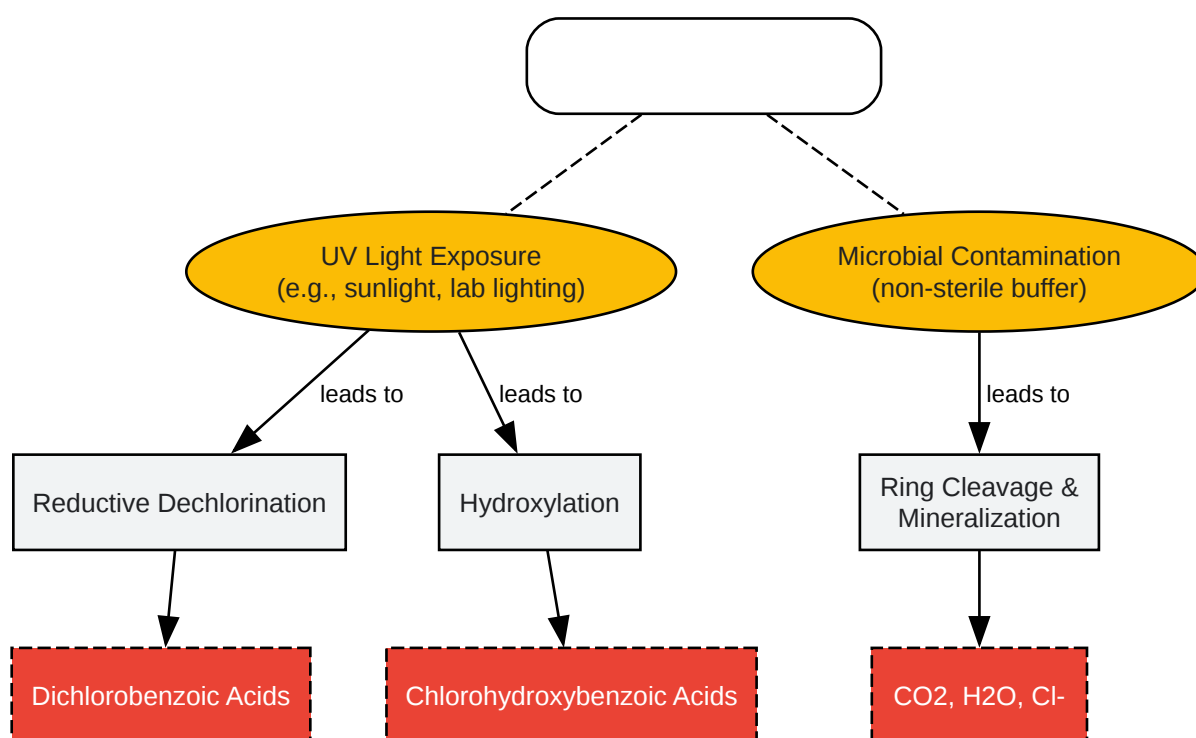 UV Light Exposure
(e.g., sunlight, lab lighting)
Microbial Contamination
(non-sterile buffer)
leads to
leads to
leads to
Reductive Dechlorination
Hydroxylation
Ring Cleavage &
Mineralization
Dichlorobenzoic Acids
Chlorohydroxybenzoic Acids
CO2, H2O, Cl-